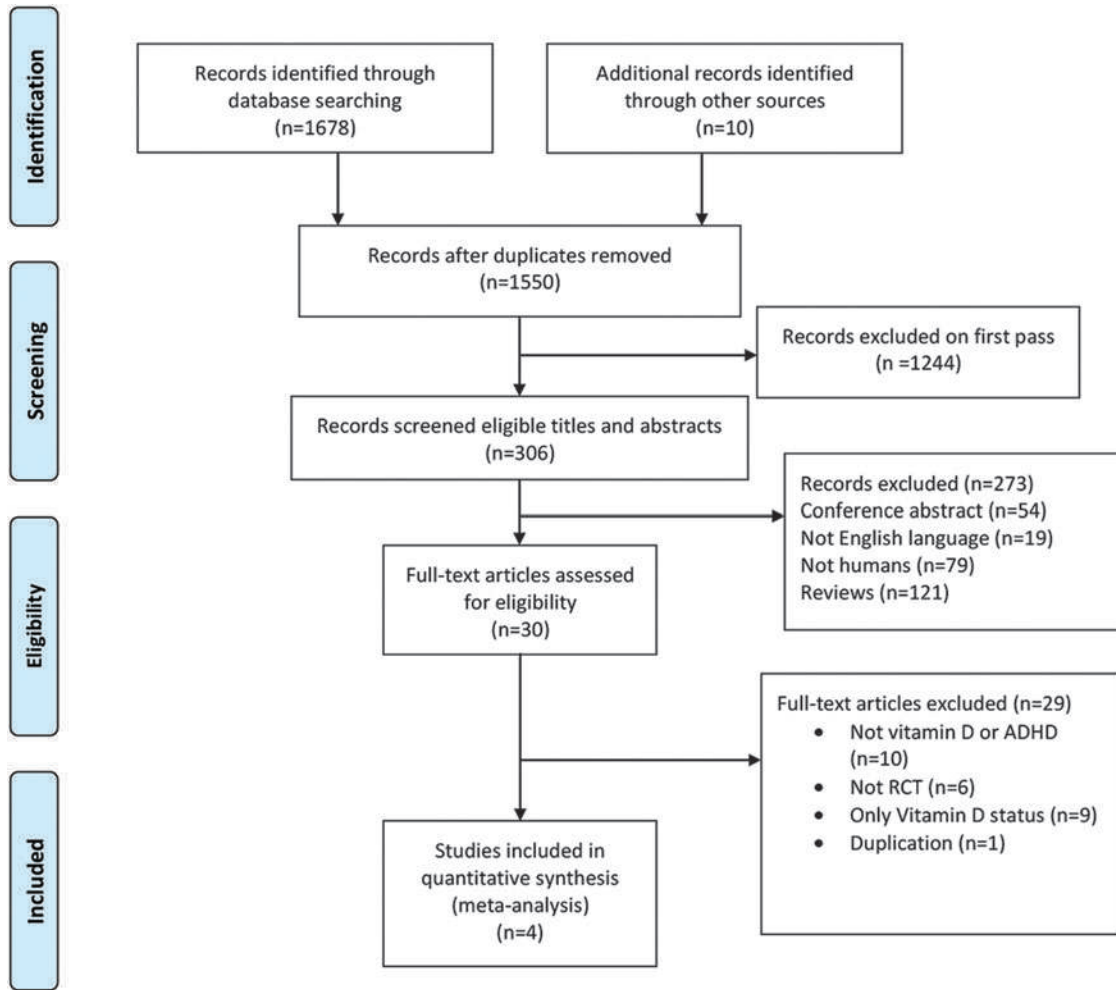 Identification
Records identified through
database searching
(n=1678)
Additional records identified
through other sources
(n=10)
Records after duplicates removed
(n=1550)
Screening
Records excluded on first pass
(n =1244)
Records screened eligible titles and abstracts
(n=306)
Records excluded (n=273)
Conference abstract (n=54)
Not English language (n=19)
Not humans (n=79)
Reviews (n=121)
Eligibility
Full-text articles assessed
for eligibility
(n=30)
Full-text articles excluded (n=29)
• Not vitamin D or ADHD
(n=10)
• Not RCT (n=6)
• Only Vitamin D status (n=9)
• Duplication (n=1)
Included
Studies included in
quantitative synthesis
(meta-analysis)
(n=4)